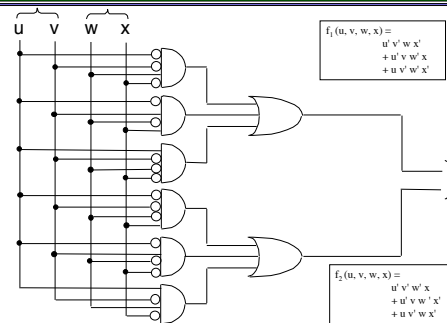 u v w x
f₁ (u, v, w, x) =
u' v' w x'
+ u' v w' x
+ u v' w' x'
f₂ (u, v, w, x) =
u' v' w' x
+ u' v w ' x'
+ u v' w x'